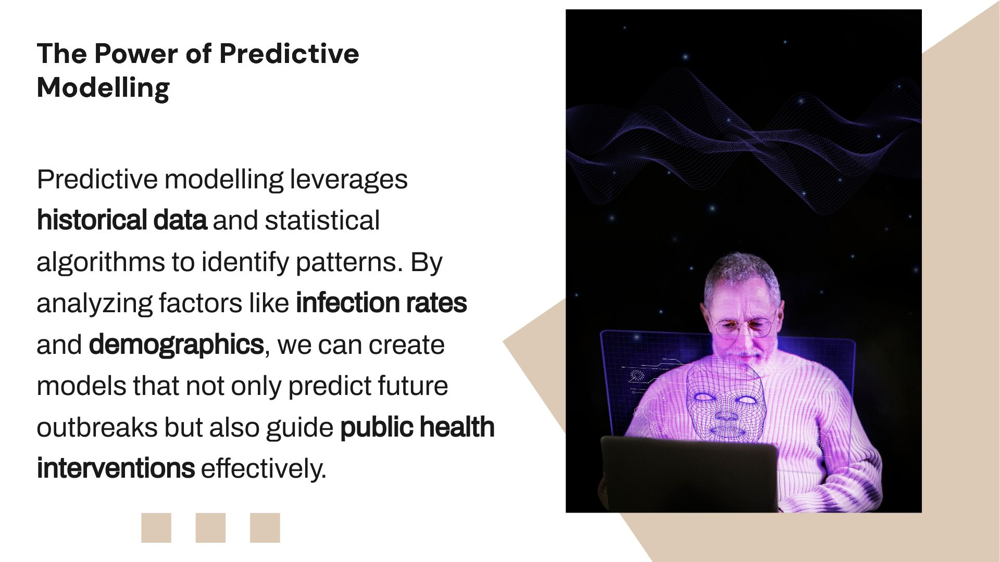 The Power of Predictive
Modelling
Predictive modelling leverages
historical data and statistical
algorithms to identify patterns. By
analyzing factors like infection rates
and demographics, we can create
models that not only predict future
outbreaks but also guide public health
interventions effectively.